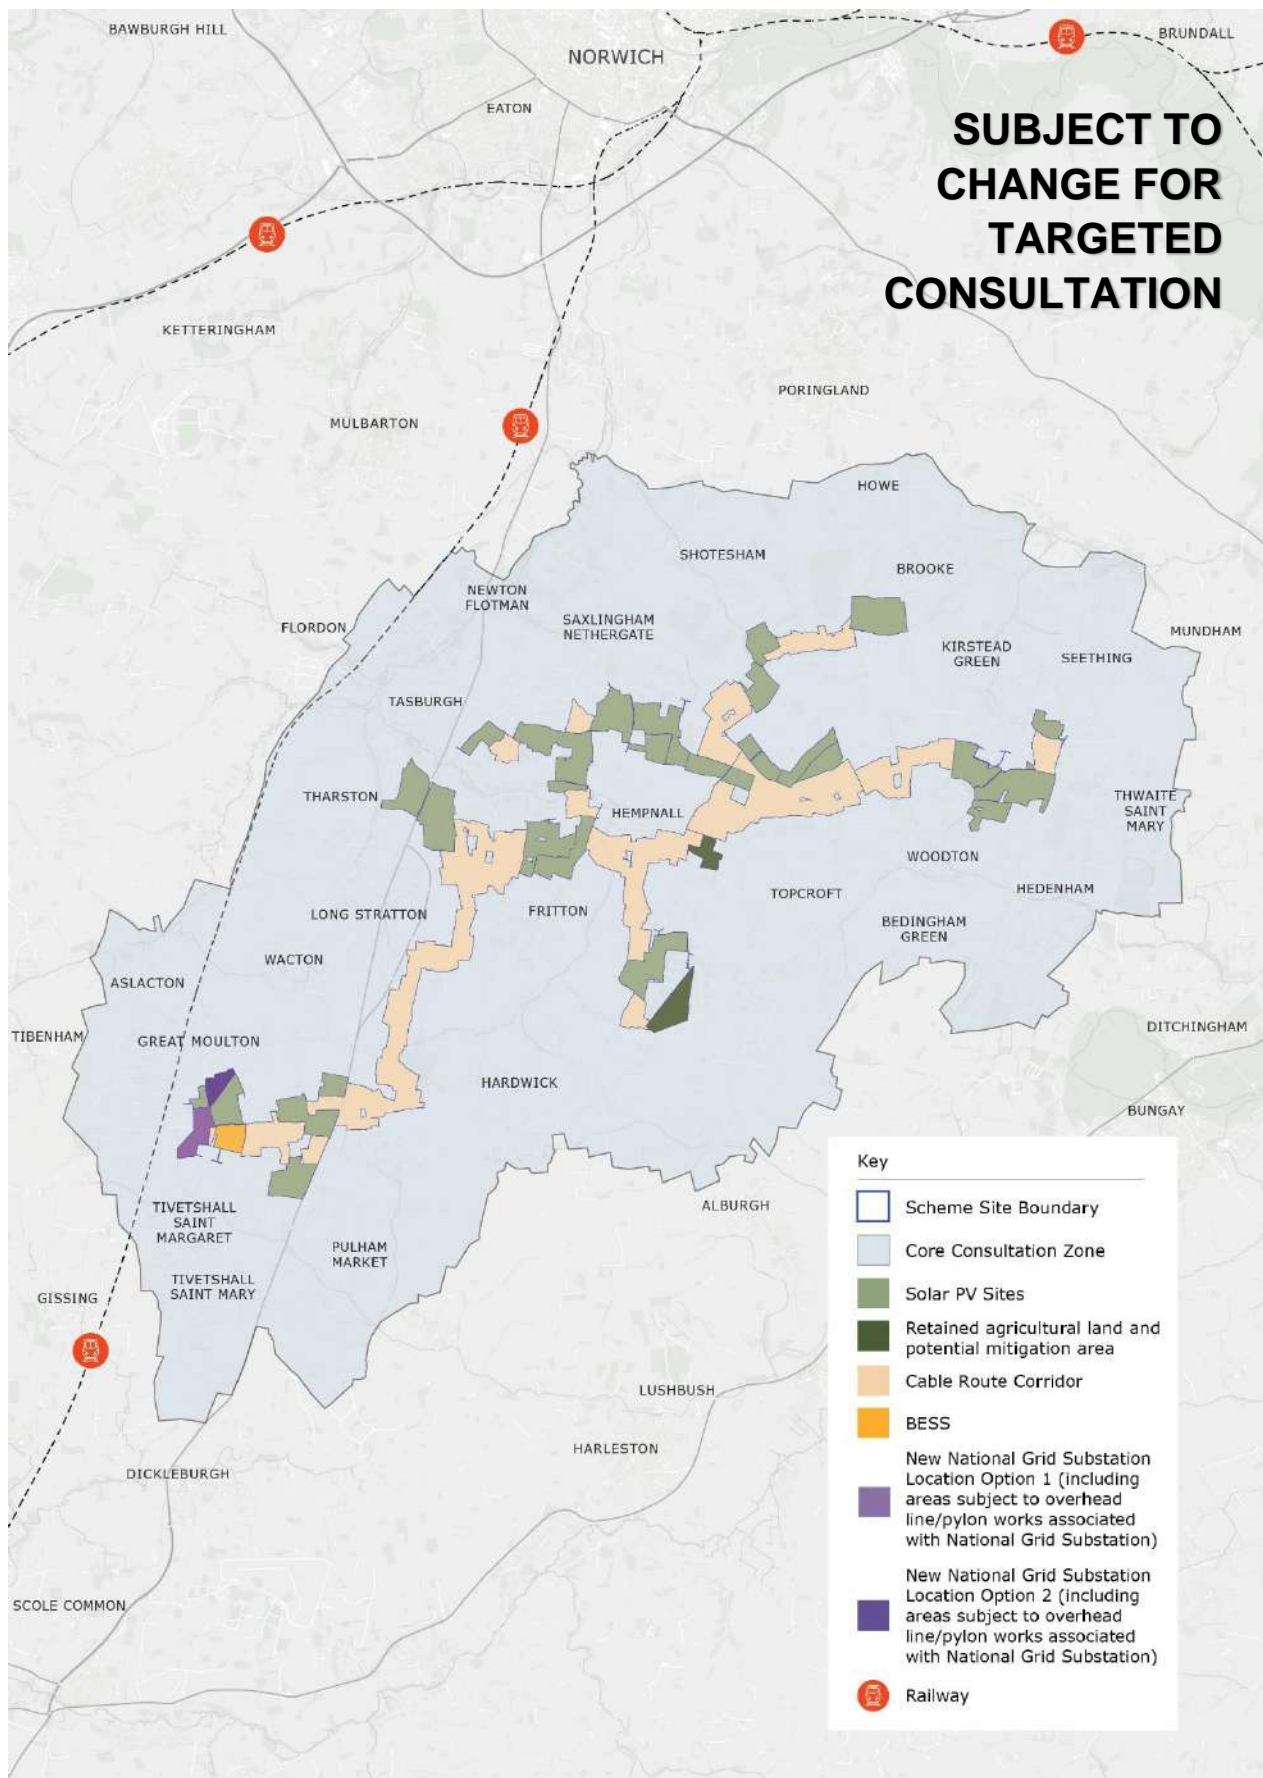 BAWBURGH HILL
NORWICH
BRUNDALL
EATON
SUBJECT TO
CHANGE FOR
TARGETED
CONSULTATION
KETTERINGHAM
PORINGLAND
MULBARTON
HOWE
SHOTESHAM
BROOKE
NEWTON
FLOTMAN
SAXLINGHAM
NETHERGATE
FLORDON
MUNDHAM
KIRSTEAD
GREEN
SEETHING
TASBURGH
THARSTON
HEMPNALL
THWAITE
SAINT
MARY
WOODTON
HEDENHAM
TOPCROFT
LONG STRATTON
FRITTON
BEDINGHAM
GREEN
WACTON
ASLACTON
TIBENHAM
GREAT MOULTON
DITCHINGHAM
HARDWICK
BUNGAY
TIVETSHALL
SAINT
MARGARET
ALBURGH
PULHAM
MARKET
TIVETSHALL
SAINT MARY
GISSING
LUSHBUSH
HARLESTON
DICKLEBURGH
SCOLE COMMON
Key
Scheme Site Boundary
Core Consultation Zone
Solar PV Sites
Retained agricultural land and
potential mitigation area
Cable Route Corridor
BESS
New National Grid Substation
Location Option 1 (including
areas subject to overhead
line/pylon works associated
with National Grid Substation)
New National Grid Substation
Location Option 2 (including
areas subject to overhead
line/pylon works associated
with National Grid Substation)
Railway